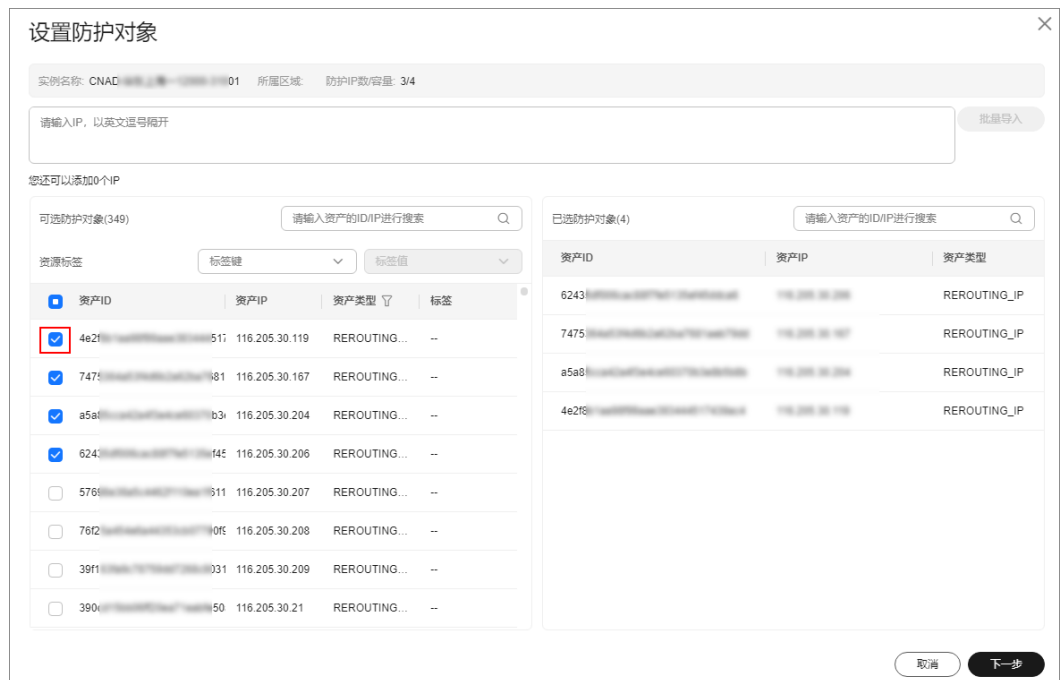 设置防护对象
实例名称: CNAD 01 所属区域: 防护IP数/容量: 3/4
请输入IP，以英文逗号隔开
批量导入
您还可以添加0个IP
可选防护对象(349) 请输入资产的ID/IP进行搜索
资源标签 标签键 标签值
资产ID 资产IP 资产类型 标签
4e2f 517 116.205.30.119 REROUTING... --
7475 581 116.205.30.167 REROUTING... --
a5a8 b3 116.205.30.204 REROUTING... --
624 f45 116.205.30.206 REROUTING... --
576 611 116.205.30.207 REROUTING... --
76f2 0f9 116.205.30.208 REROUTING... --
39f1 031 116.205.30.209 REROUTING... --
390 50 116.205.30.21 REROUTING... --
已选防护对象(4) 请输入资产的ID/IP进行搜索
资产ID 资产IP 资产类型
6243 REROUTING_IP
7475 REROUTING_IP
a5a8 REROUTING_IP
4e2f8 REROUTING_IP
取消 下一步